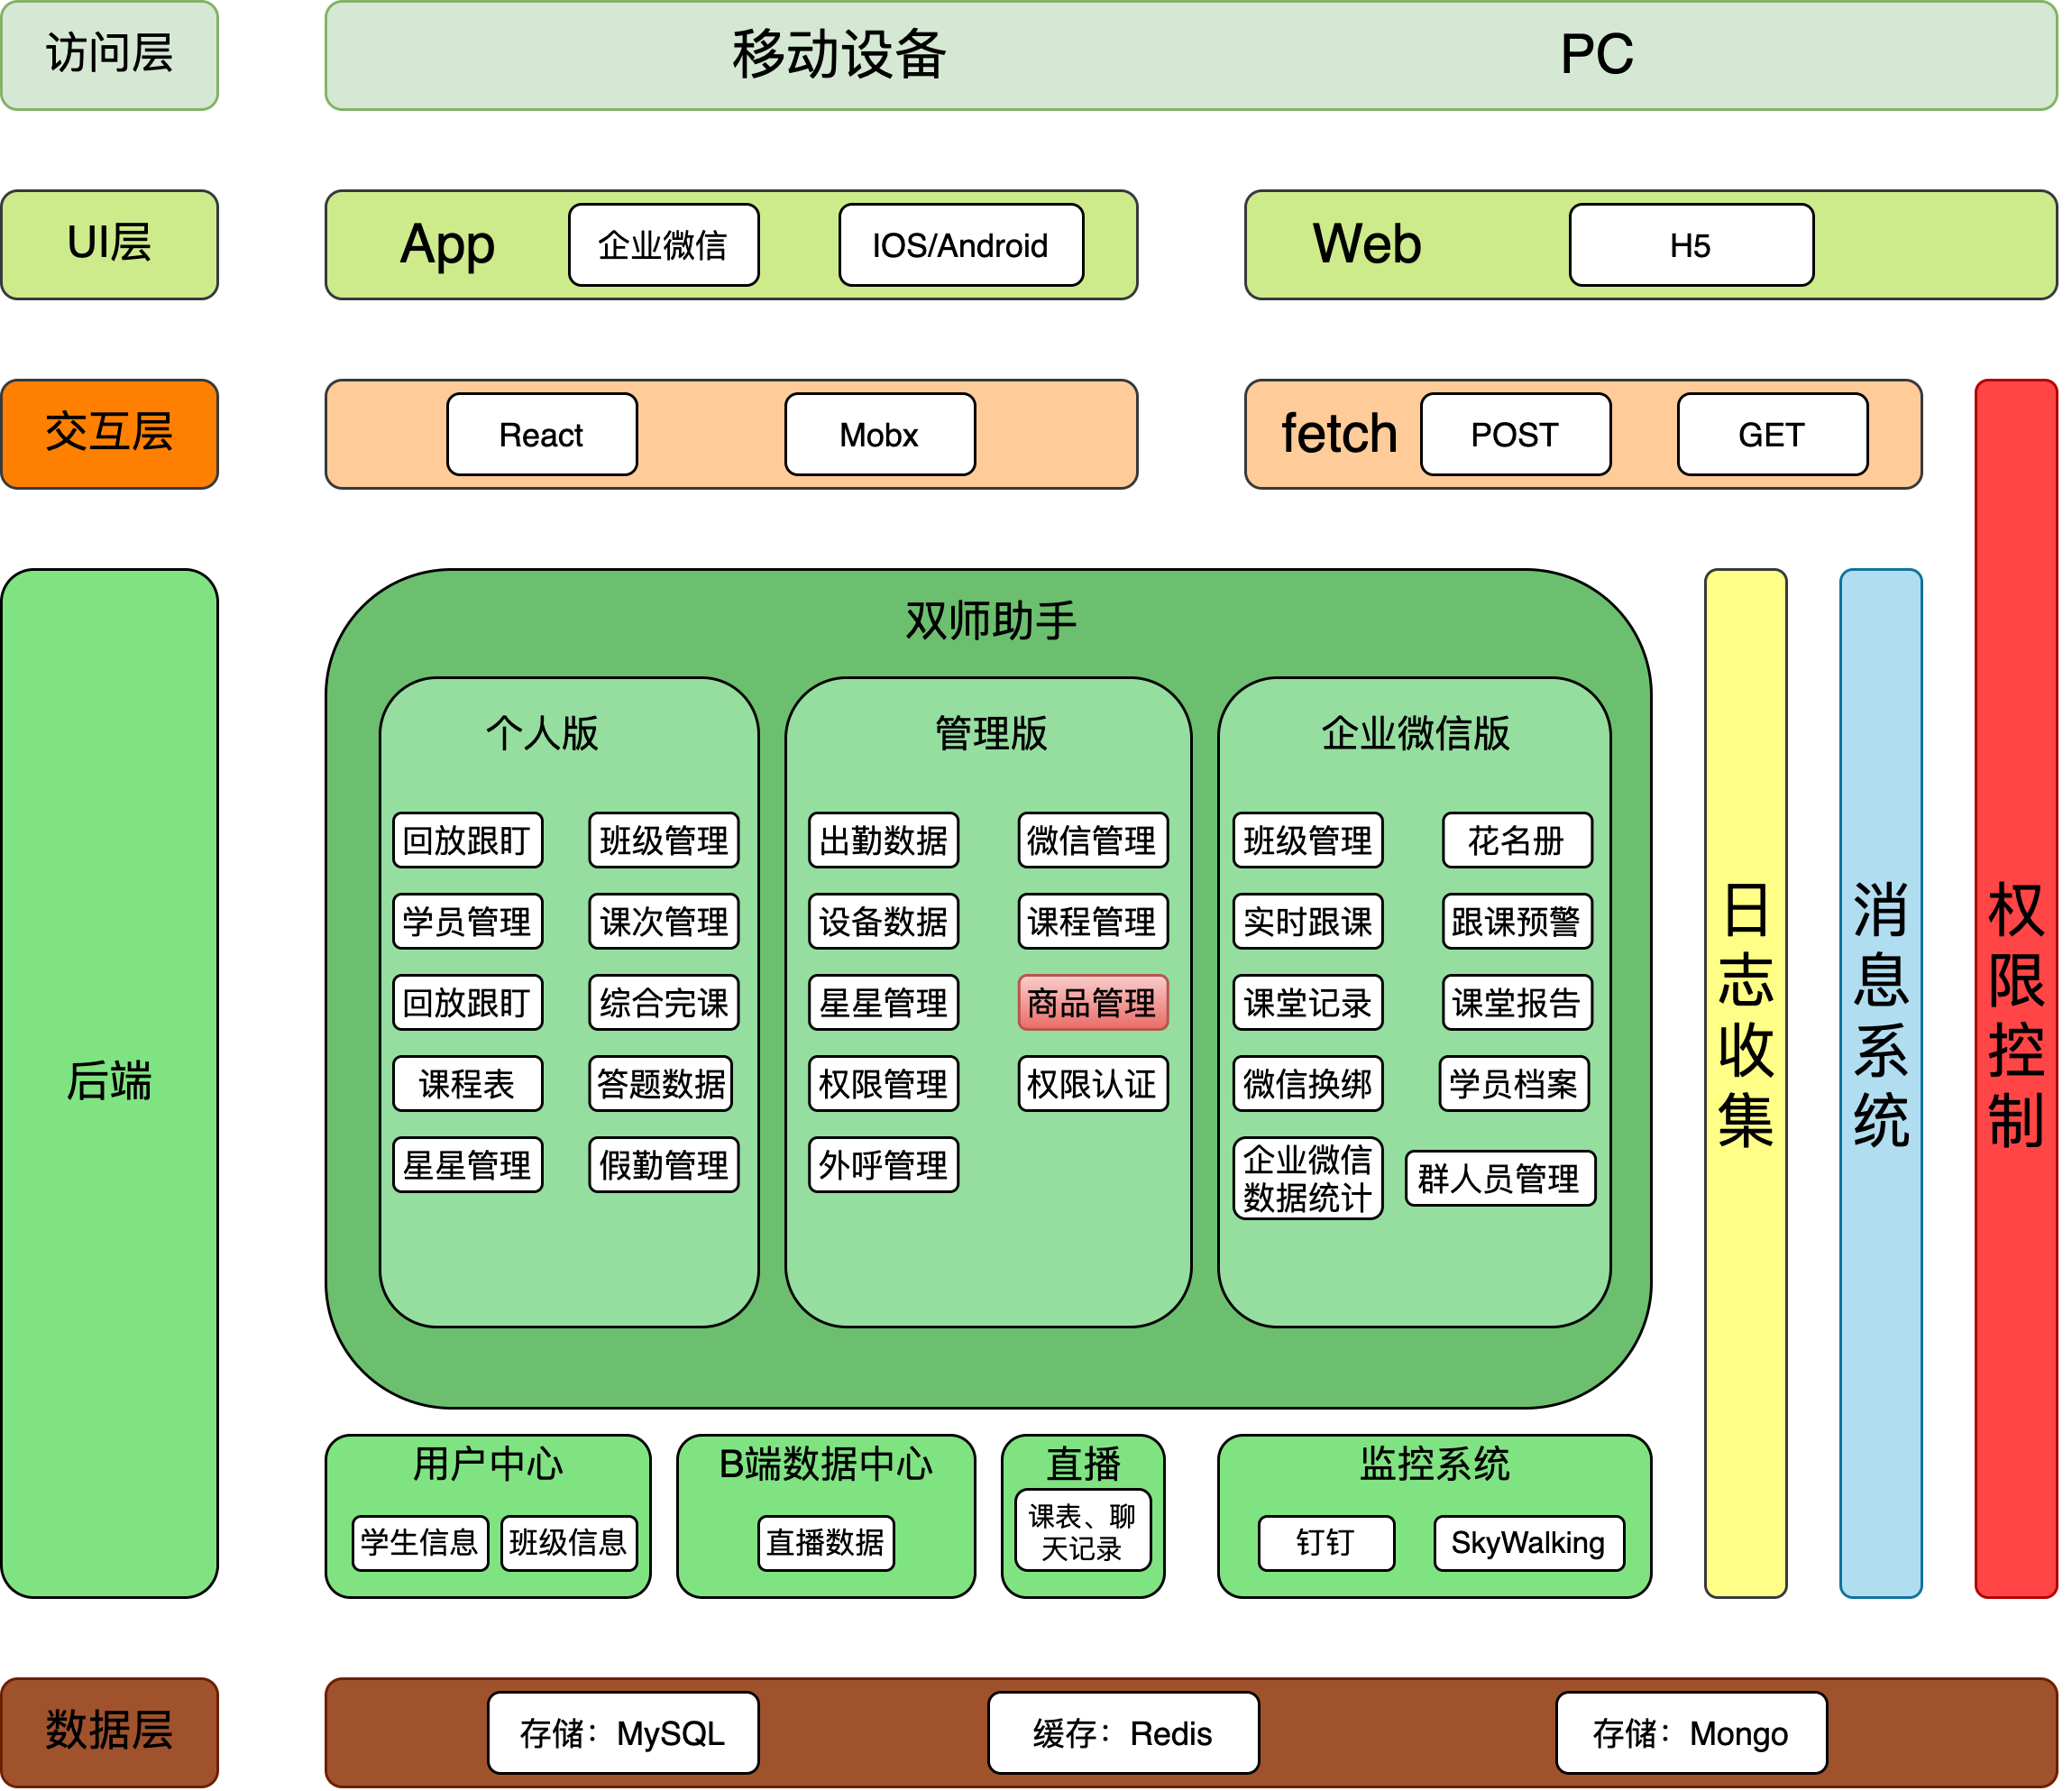 访问层
移动设备
PC
UI层
App
企业微信
IOS/Android
Web
H5
交互层
React
Mobx
fetch
POST
GET
后端
双师助手
个人版
回放跟盯
班级管理
学员管理
课次管理
回放跟盯
综合完课
课程表
答题数据
星星管理
假勤管理
管理版
出勤数据
微信管理
设备数据
课程管理
星星管理
商品管理
权限管理
权限认证
外呼管理
企业微信版
班级管理
花名册
实时跟课
跟课预警
课堂记录
课堂报告
微信换绑
学员档案
企业微信
数据统计
群人员管理
日志收集
消息系统
权限控制
用户中心
学生信息
班级信息
B端数据中心
直播数据
直播
课表、聊
天记录
监控系统
钉钉
SkyWalking
数据层
存储：MySQL
缓存：Redis
存储：Mongo